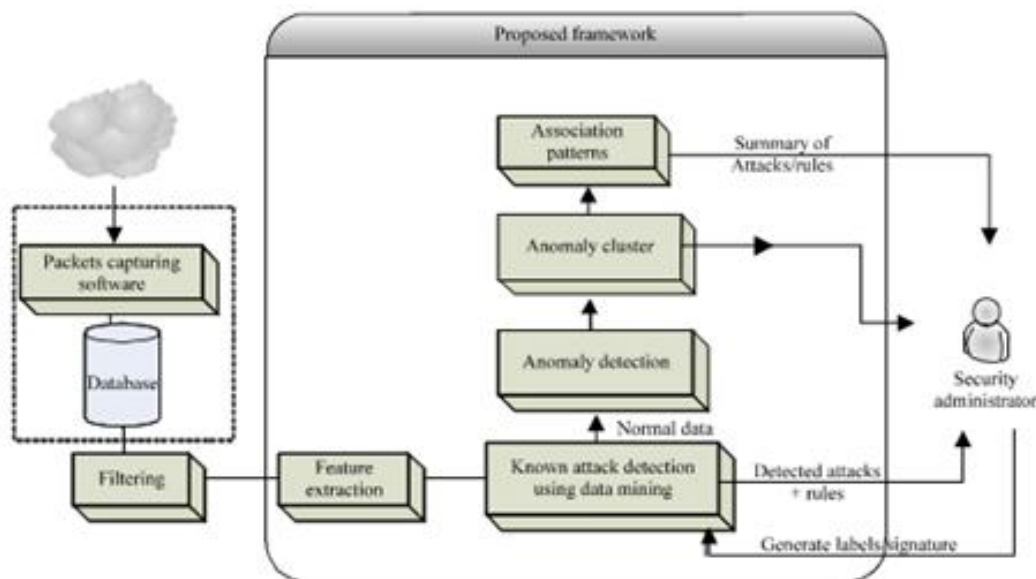 Proposed framework
Association
patterns
Summary of
Attacks/rules
Packets capturing
software
Anomaly cluster
Database
Anomaly detection
Security
administrator
Normal data
Filtering
Feature
extraction
Known attack detection
using data mining
Detected attacks
+ rules
Generate labels/signature